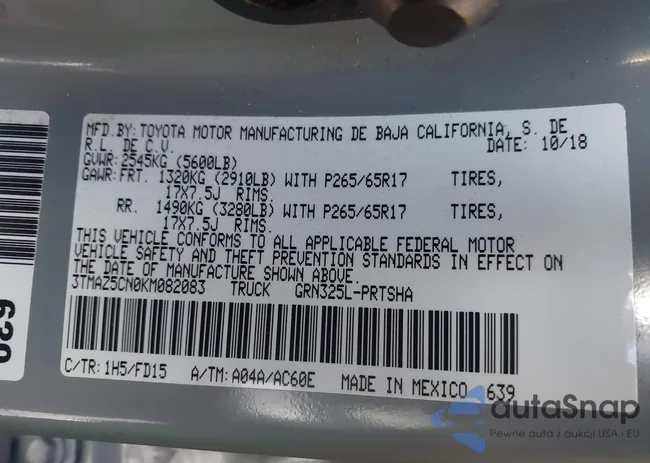 MFD.BY: TOYOTA MOTOR MANUFACTURING DE BAJA CALIFORNIA, S. DE
R.L. DE C.V. DATE: 10/18
GVWR: 2545KG (5600LB)
GAWR: FRT. 1320KG (2910LB) WITH P265/65R17 TIRES,
17X7.5J RIMS.
RR. 1490KG (3280LB) WITH P265/65R17 TIRES,
17X7.5J RIMS.
THIS VEHICLE CONFORMS TO ALL APPLICABLE FEDERAL MOTOR
VEHICLE SAFETY AND THEFT PREVENTION STANDARDS IN EFFECT ON
THE DATE OF MANUFACTURE SHOWN ABOVE.
3TMAZ5CN0KM082083 TRUCK GRN325L-PRTSHA
C/TR: 1H5/FD15 A/TM: A04A/AC60E MADE IN MEXICO 639
autaSnap
Pewne auta z aukcji USA i EU